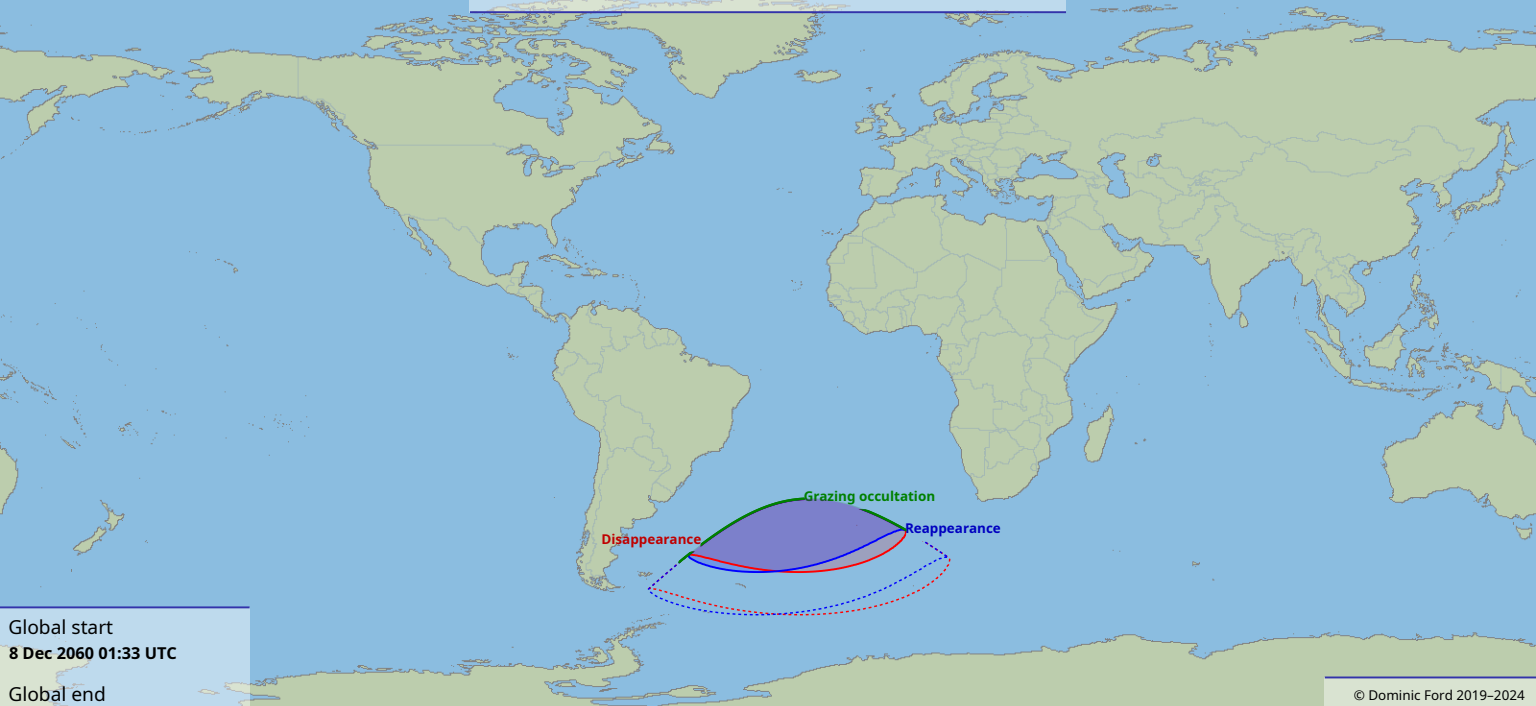 Grazing occultation
Reappearance
Disappearance
Global start
8 Dec 2060 01:33 UTC
Global end
© Dominic Ford 2019–2024